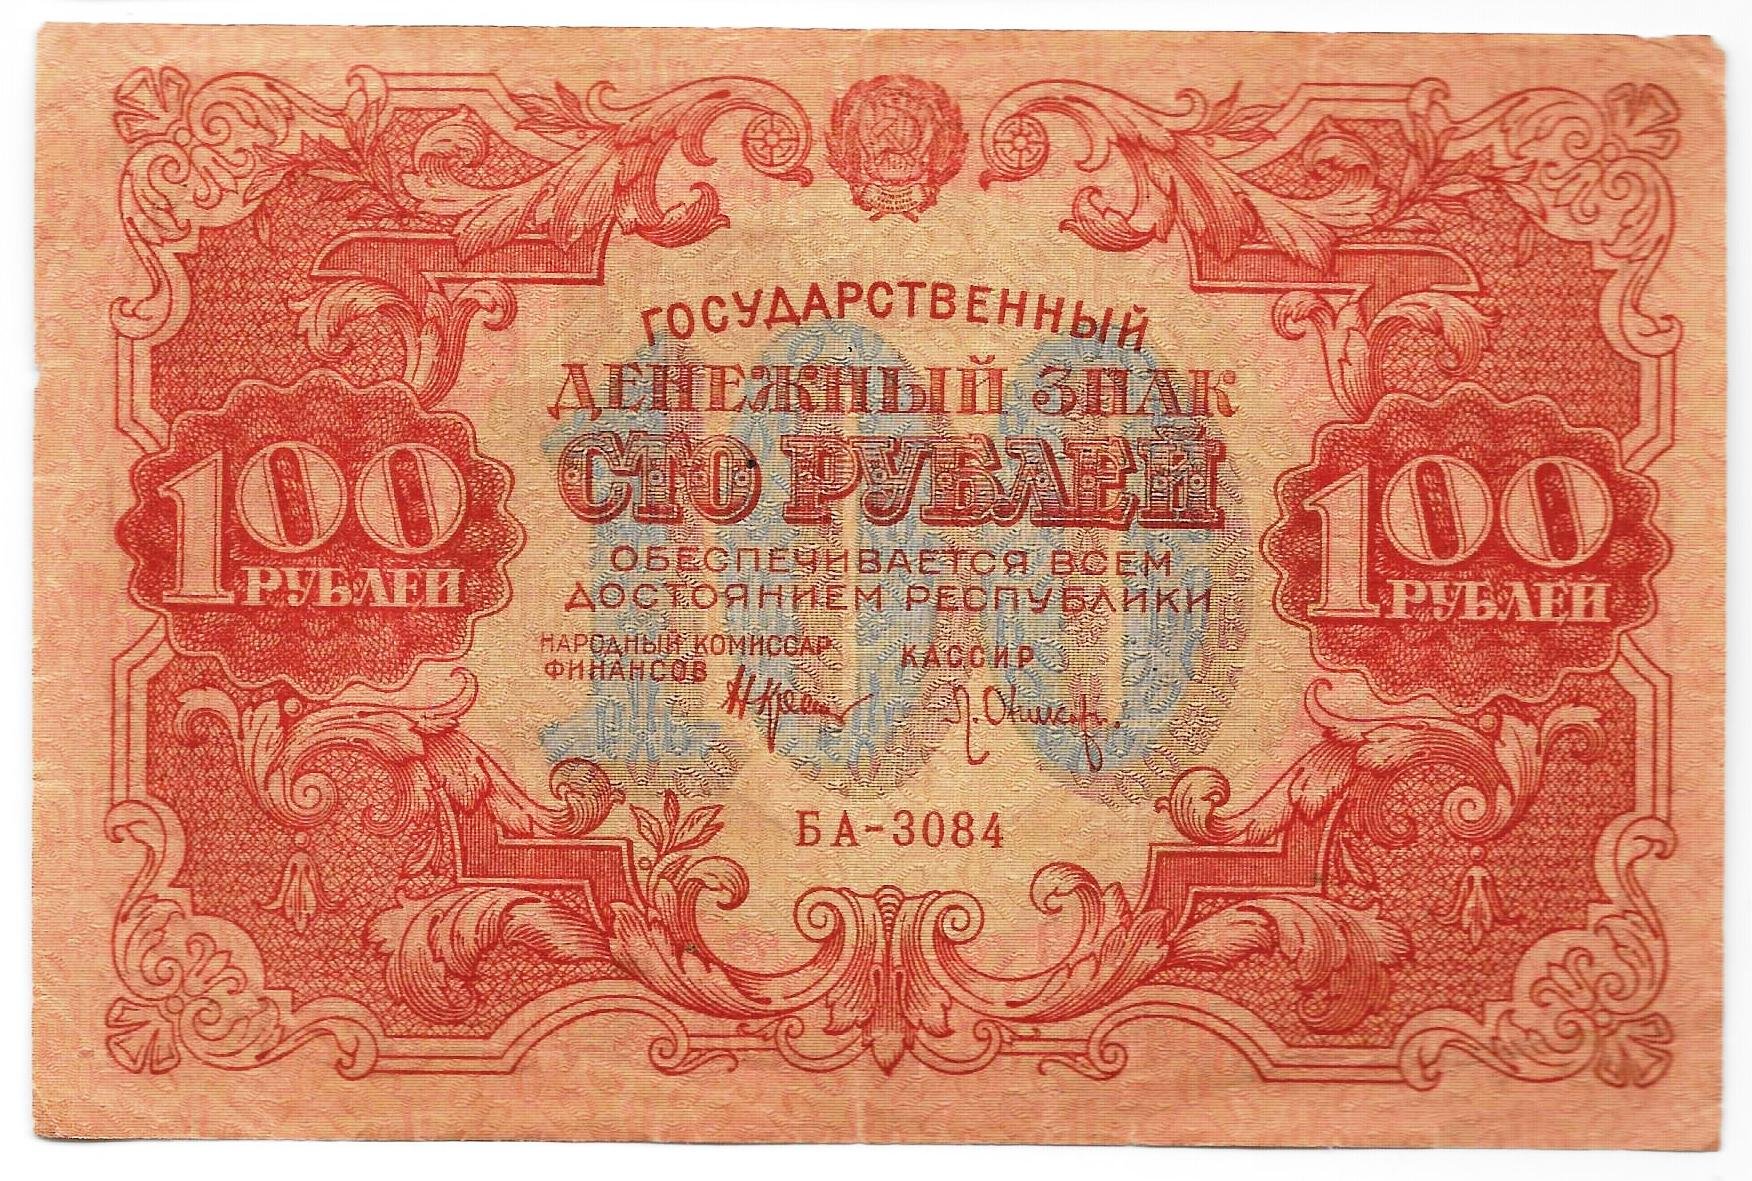 ГОСУДАРСТВЕННЫЙ
ДЕНЕЖНЫЙ ЗНАК
СТО РУБЛЕЙ
100
РУБЛЕЙ
100
РУБЛЕЙ
100
ОБЕСПЕЧИВАЕТСЯ ВСЕМ
ДОСТОЯНИЕМ РЕСПУБЛИКИ
НАРОДНЫЙ КОМИССАР
ФИНАНСОВ
КАССИР
БА-3084